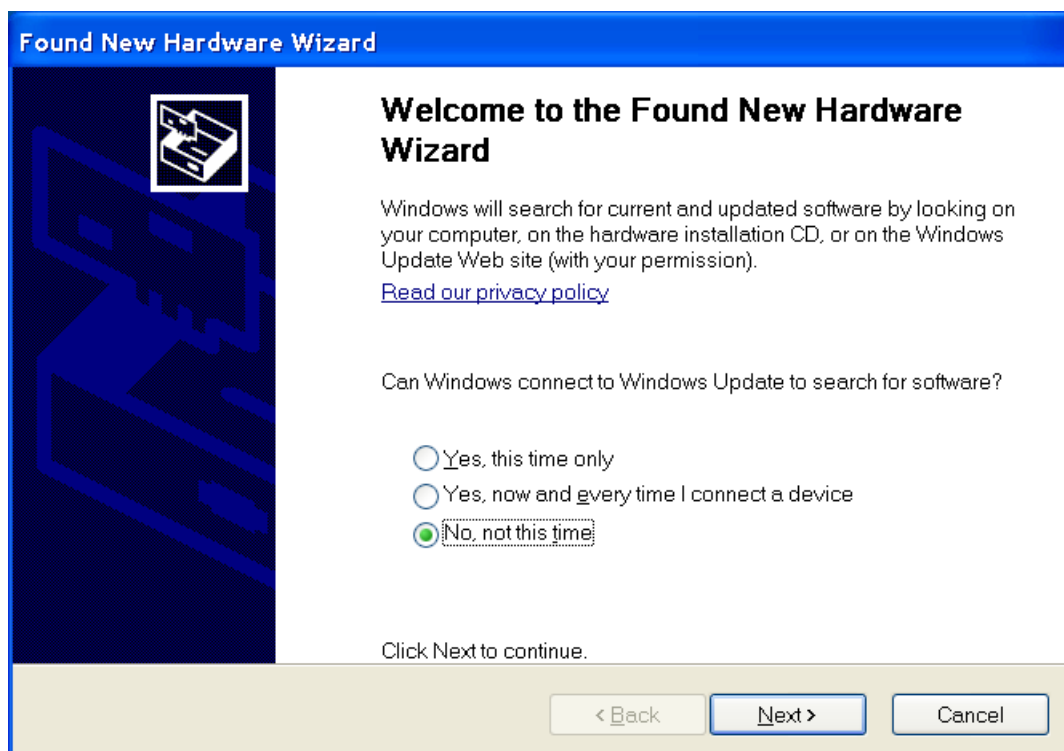 Found New Hardware Wizard
Welcome to the Found New Hardware
Wizard
Windows will search for current and updated software by looking on
your computer, on the hardware installation CD, or on the Windows
Update Web site (with your permission).
Read our privacy policy
Can Windows connect to Windows Update to search for software?
Yes, this time only
Yes, now and every time I connect a device
No, not this time
Click Next to continue.
< Back Next > Cancel